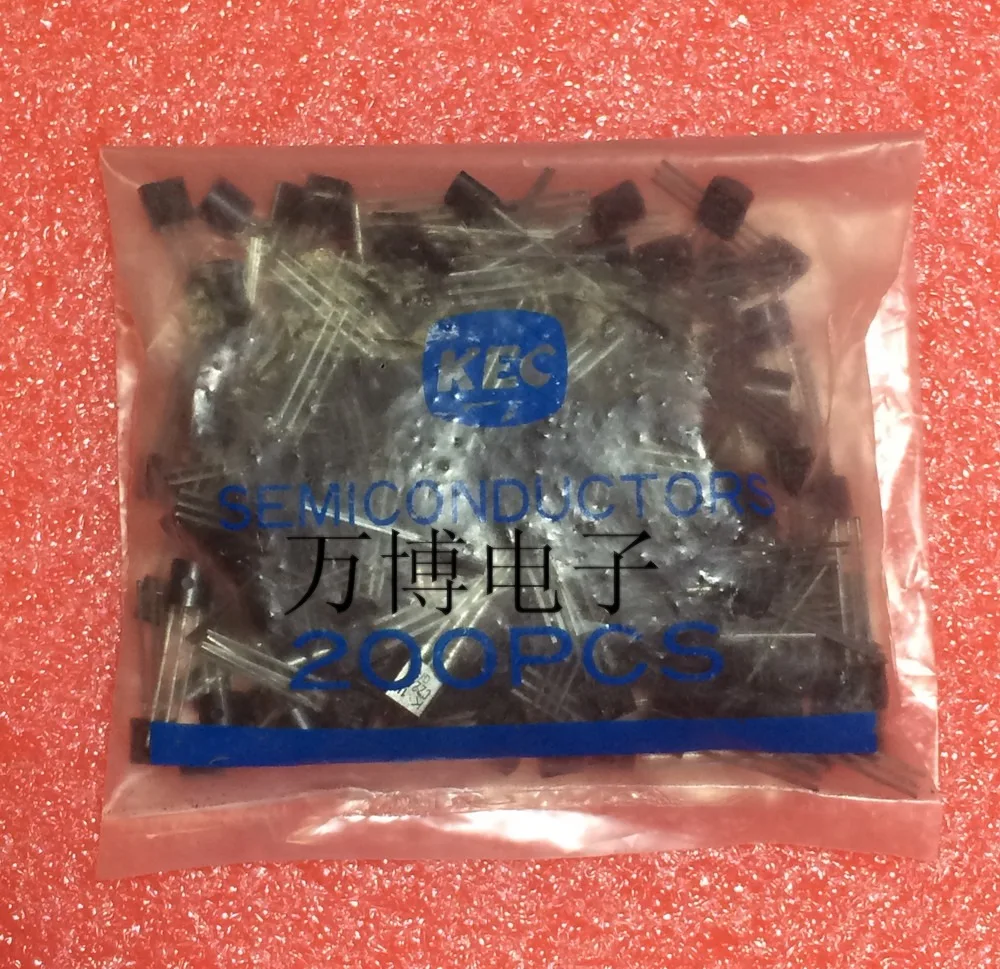 KEC
SEMICONDUCTORS
万博电子
200PCS